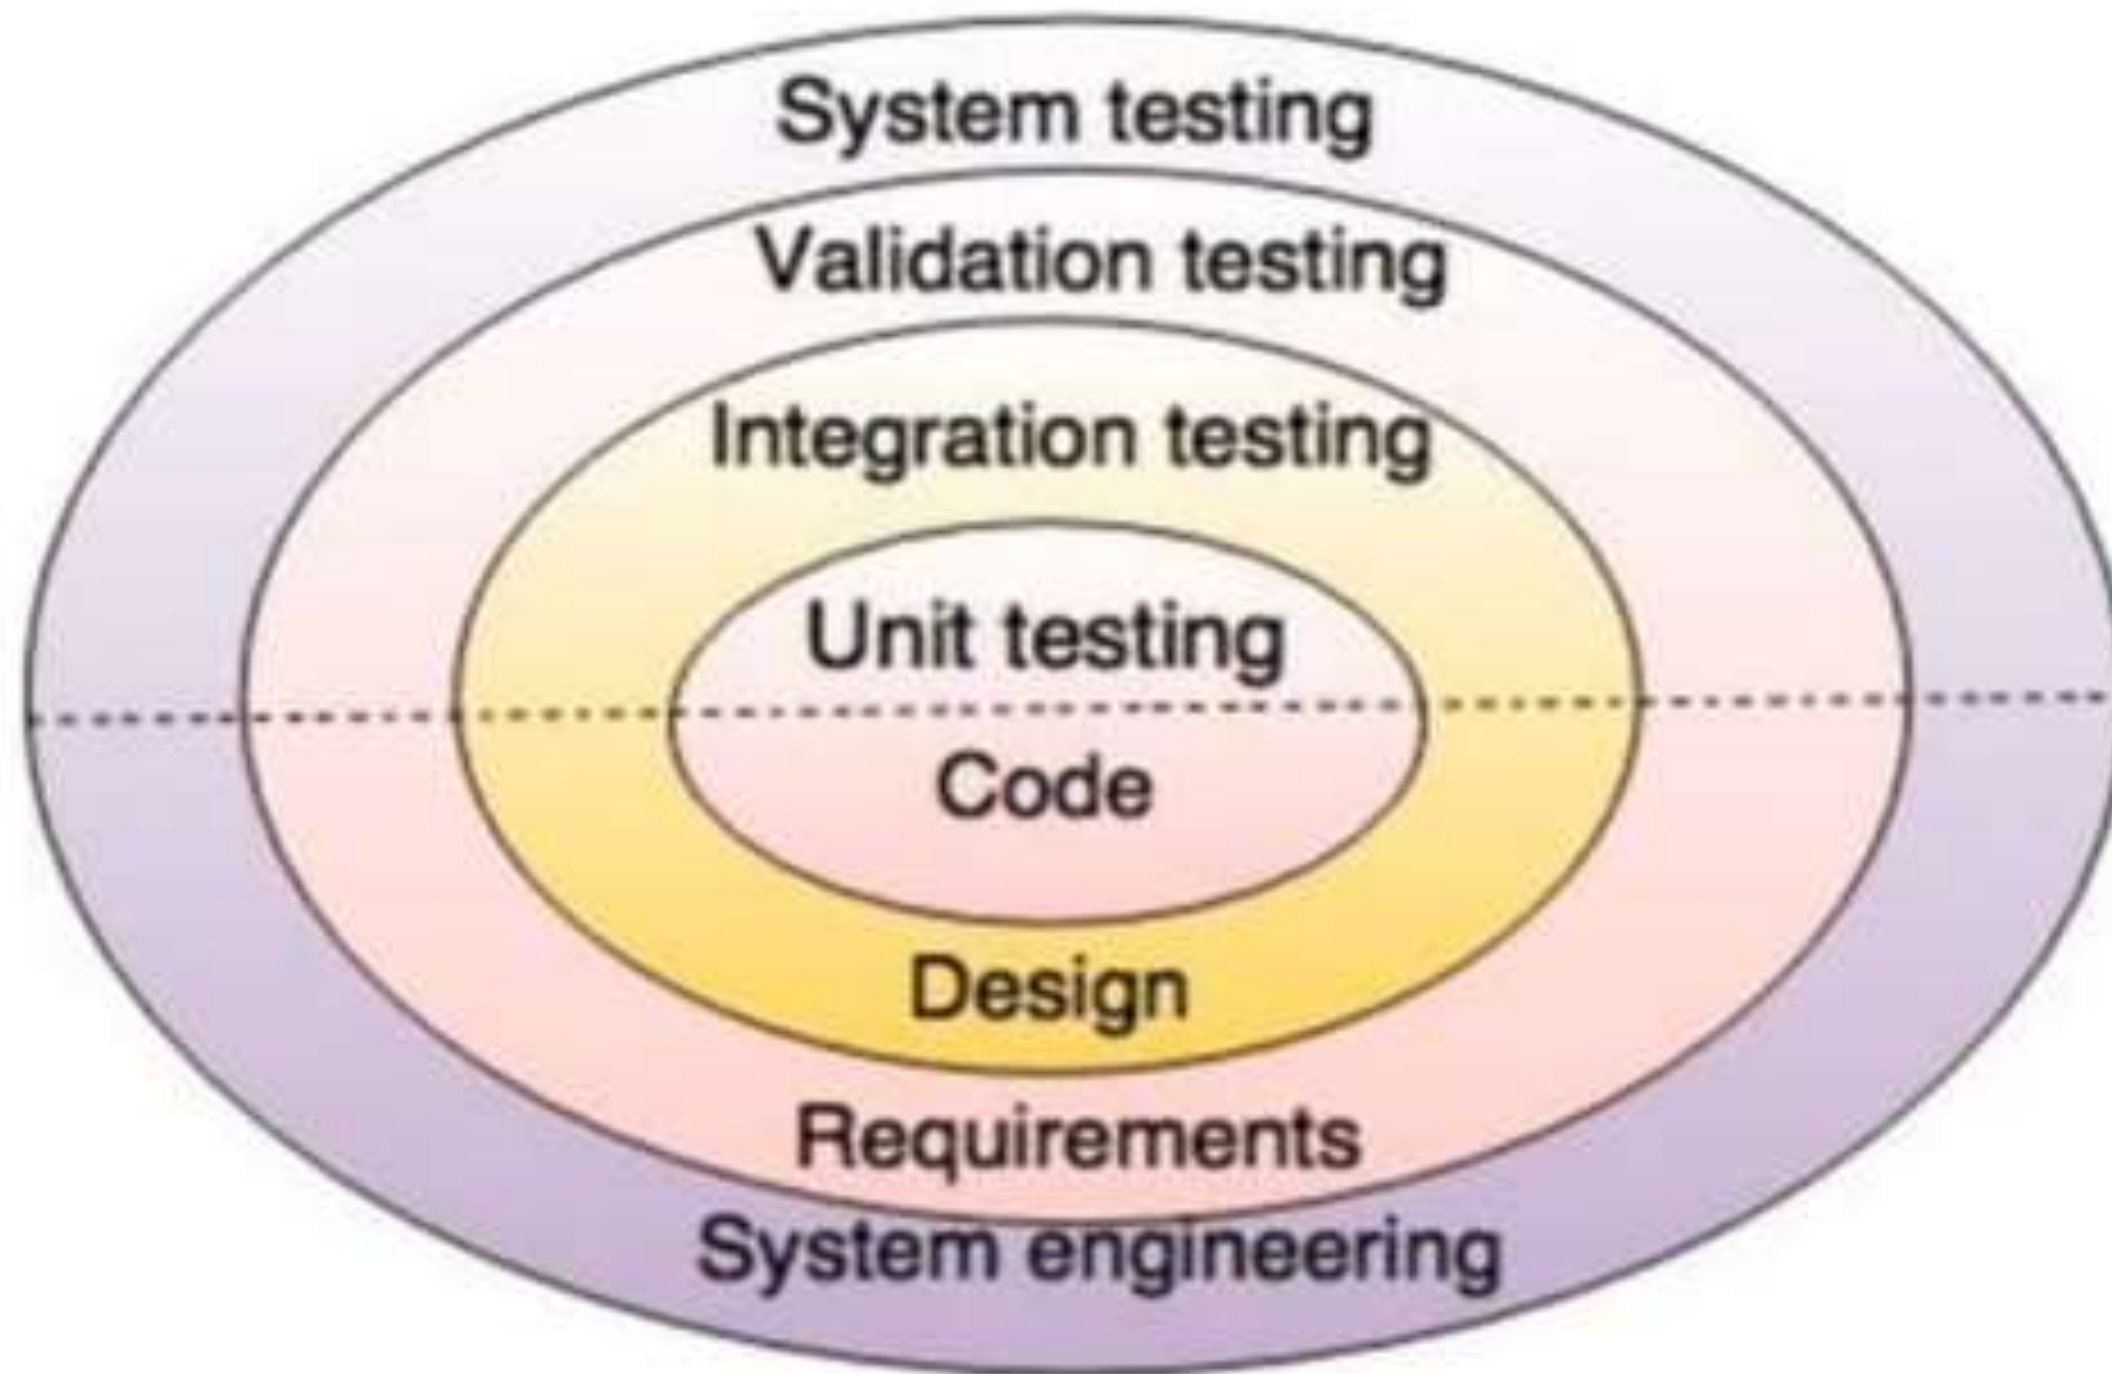 System testing
Validation testing
Integration testing
Unit testing
Code
Design
Requirements
System engineering